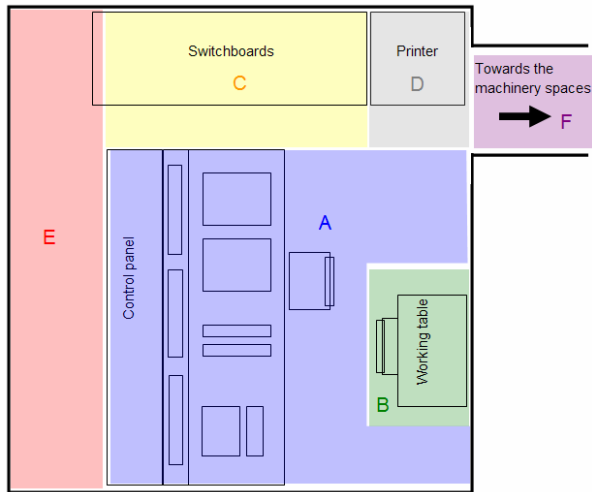 Switchboards
C
Printer
D
Towards the
machinery spaces
F
E
Control panel
A
Working table
B